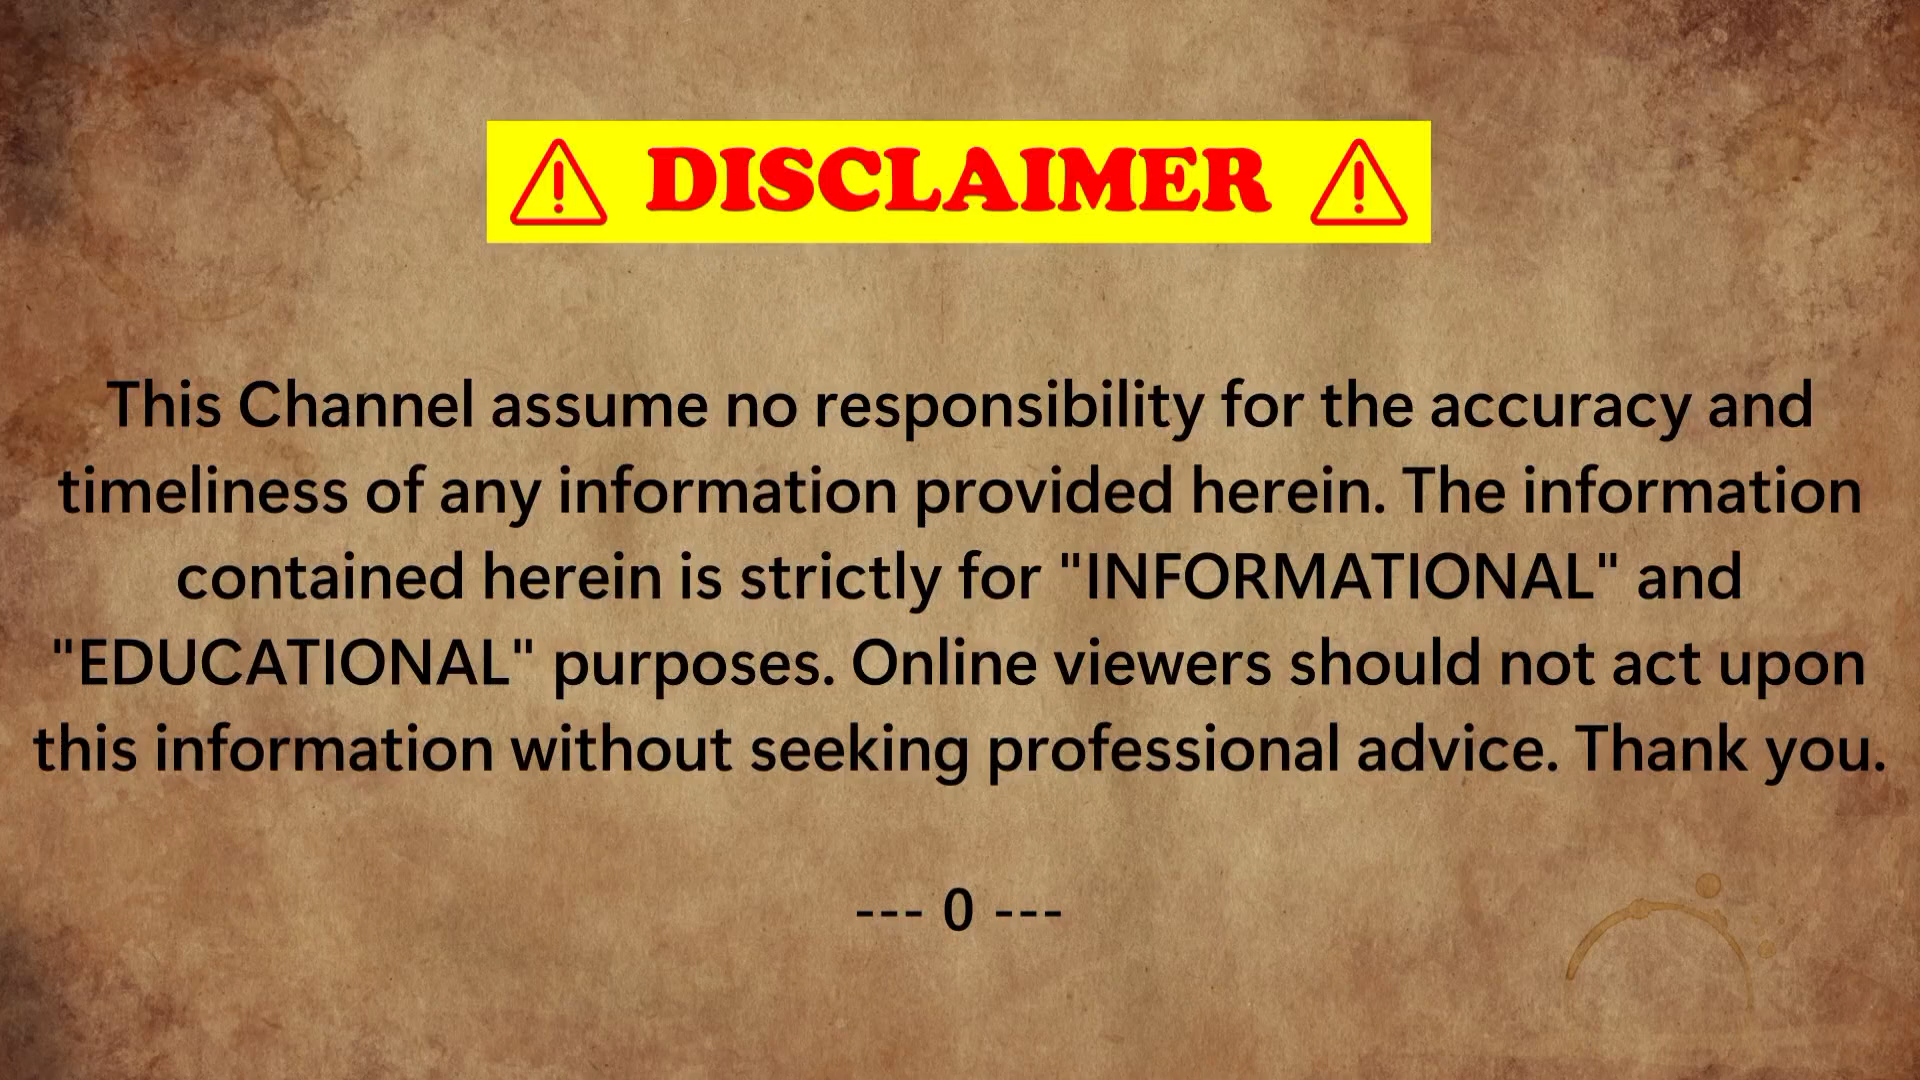 DISCLAIMER
This Channel assume no responsibility for the accuracy and
timeliness of any information provided herein. The information
contained herein is strictly for "INFORMATIONAL" and
"EDUCATIONAL" purposes. Online viewers should not act upon
this information without seeking professional advice. Thank you.
--- 0 ---